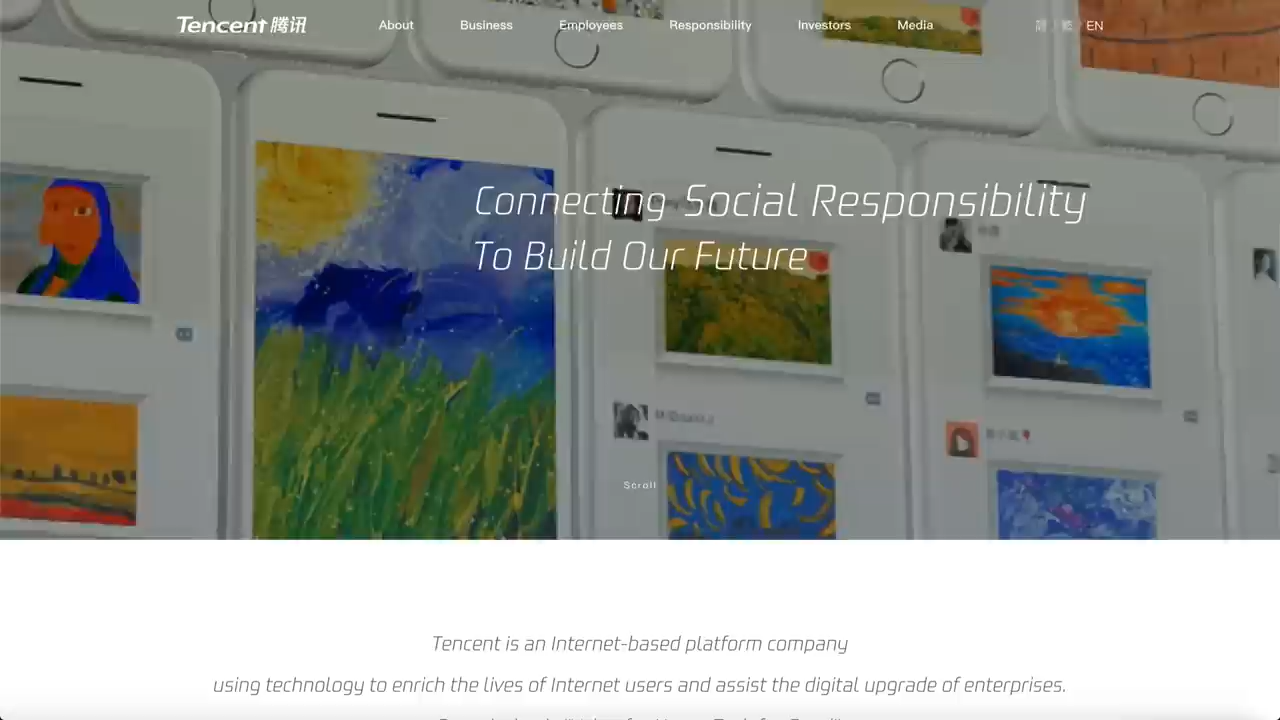 Tencent 腾讯
About Business Employees Responsibility Investors Media 简 繁 EN
Connecting Social Responsibility
To Build Our Future
Scroll
Tencent is an Internet-based platform company
using technology to enrich the lives of Internet users and assist the digital upgrade of enterprises.